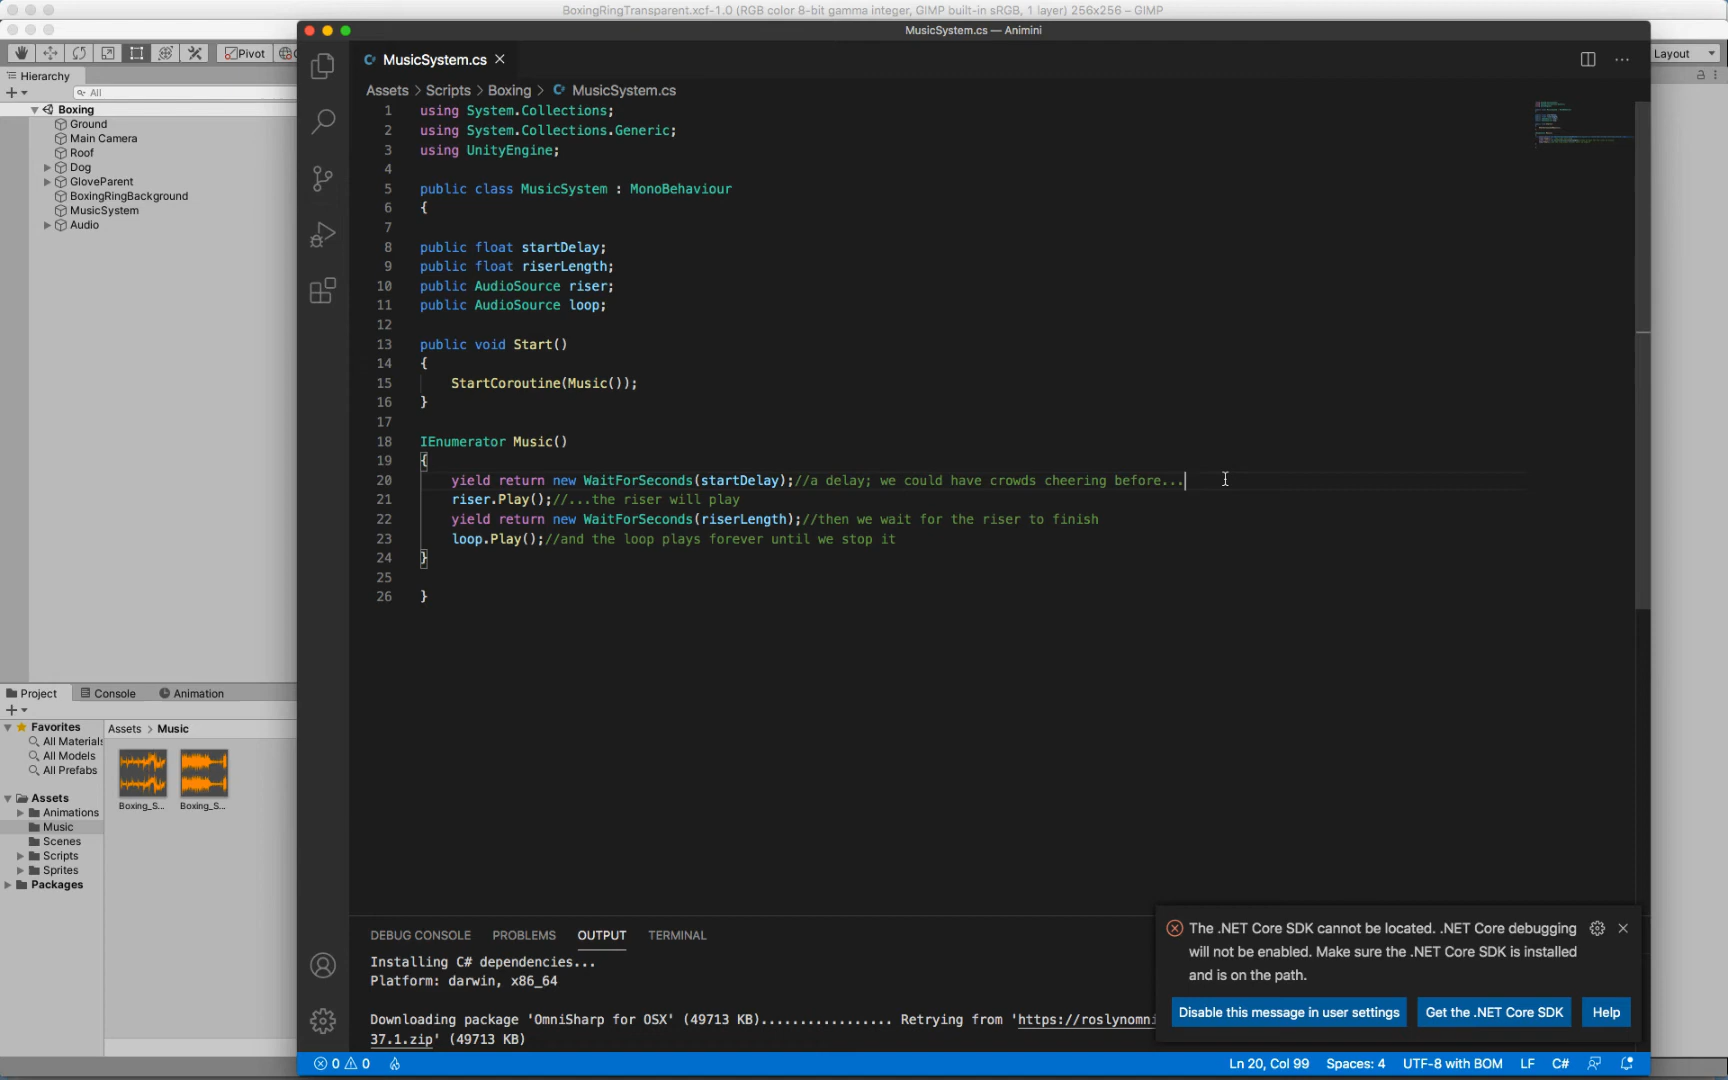 BoxingRingTransparent.xcf-1.0 (RGB color 8-bit gamma integer, GIMP built-in sRGB, 1 layer) 256x256 – GIMP
MusicSystem.cs — Animini
Pivot
Layout
Hierarchy
All
Boxing
Ground
Main Camera
Roof
Dog
GloveParent
BoxingRingBackground
MusicSystem
Audio
MusicSystem.cs
Assets > Scripts > Boxing > MusicSystem.cs
1 using System.Collections;
2 using System.Collections.Generic;
3 using UnityEngine;
4
5 public class MusicSystem : MonoBehaviour
6 {
7
8 public float startDelay;
9 public float riserLength;
10 public AudioSource riser;
11 public AudioSource loop;
12
13 public void Start()
14 {
15 StartCoroutine(Music());
16 }
17
18 IEnumerator Music()
19 {
20 yield return new WaitForSeconds(startDelay);//a delay; we could have crowds cheering before...
21 riser.Play();//...the riser will play
22 yield return new WaitForSeconds(riserLength);//then we wait for the riser to finish
23 loop.Play();//and the loop plays forever until we stop it
24 }
25
26 }
Project Console Animation
Favorites
All Materials
All Models
All Prefabs
Assets
Animations
Music
Scenes
Scripts
Sprites
Packages
Assets > Music
Boxing_S... Boxing_S...
DEBUG CONSOLE PROBLEMS OUTPUT TERMINAL
Installing C# dependencies...
Platform: darwin, x86_64
Downloading package 'OmniSharp for OSX' (49713 KB)................. Retrying from 'https://roslynomni
37.1.zip' (49713 KB)
The .NET Core SDK cannot be located. .NET Core debugging
will not be enabled. Make sure the .NET Core SDK is installed
and is on the path.
Disable this message in user settings Get the .NET Core SDK Help
0 0 Ln 20, Col 99 Spaces: 4 UTF-8 with BOM LF C#